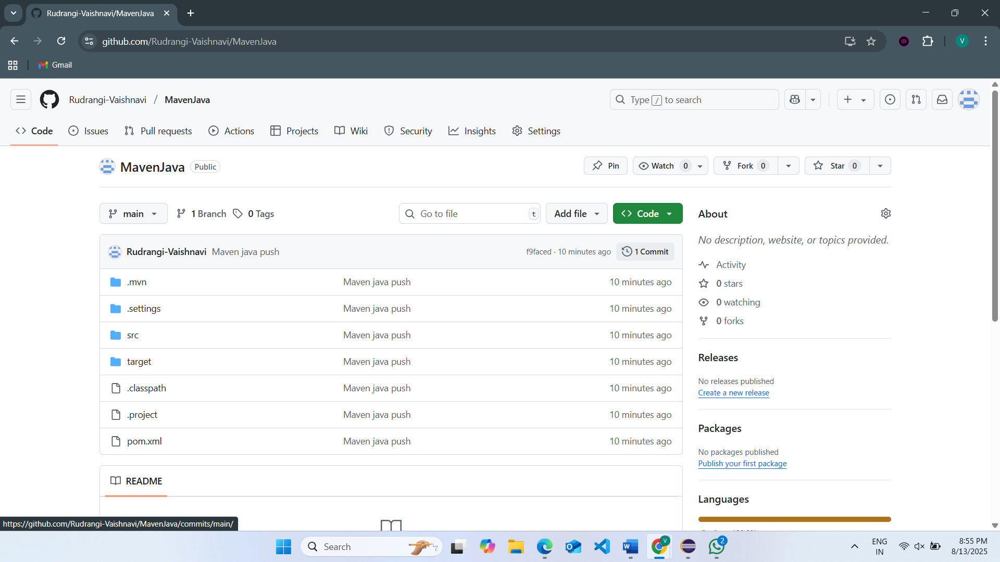 Rudrangi-Vaishnavi/MavenJava
github.com/Rudrangi-Vaishnavi/MavenJava
V
Gmail
Rudrangi-Vaishnavi / MavenJava
Type / to search
Code Issues Pull requests Actions Projects Wiki Security Insights Settings
MavenJava Public
Pin Watch 0 Fork 0 Star 0
main 1 Branch 0 Tags Go to file t Add file Code
Rudrangi-Vaishnavi Maven java push f9faced · 10 minutes ago 1 Commit
.mvn Maven java push 10 minutes ago
.settings Maven java push 10 minutes ago
src Maven java push 10 minutes ago
target Maven java push 10 minutes ago
.classpath Maven java push 10 minutes ago
.project Maven java push 10 minutes ago
pom.xml Maven java push 10 minutes ago
README
About
No description, website, or topics provided.
Activity
0 stars
0 watching
0 forks
Releases
No releases published
Create a new release
Packages
No packages published
Publish your first package
Languages
https://github.com/Rudrangi-Vaishnavi/MavenJava/commits/main/
Search
V
2
ENG
IN
8:55 PM
8/13/2025